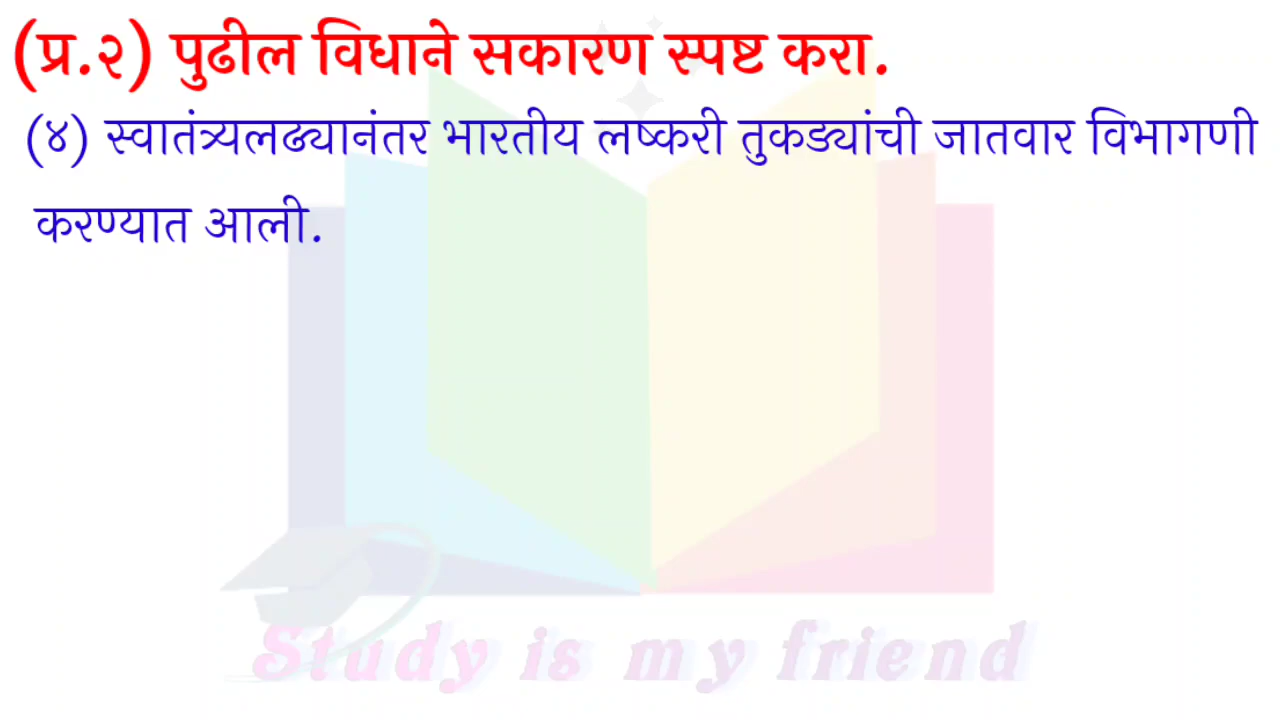 (प्र.२) पुढील विधाने सकारण स्पष्ट करा.
(४) स्वातंत्र्यलढ्यानंतर भारतीय लष्करी तुकड्यांची जातवार विभागणी
करण्यात आली.
Study is my friend